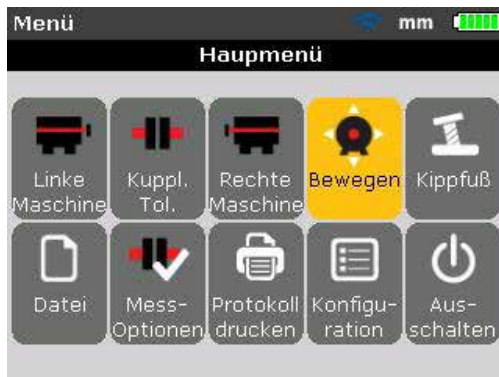 Menü mm
Haupmenü
Linke Maschine
Kuppl. Tol.
Rechte Maschine
Bewegen
Kippfuß
Datei
Mess-Optionen
Protokoll drucken
Konfigu-ration
Aus-schalten